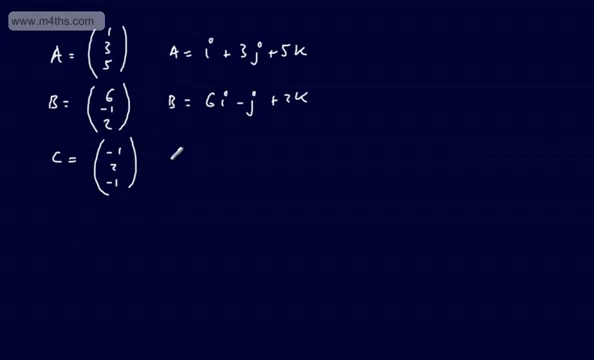 www.m4ths.com
A = ( 1 3 5 ) A = i + 3j + 5k
B = ( 6 -1 2 ) B = 6i - j + 2k
C = ( -1 2 -1 )